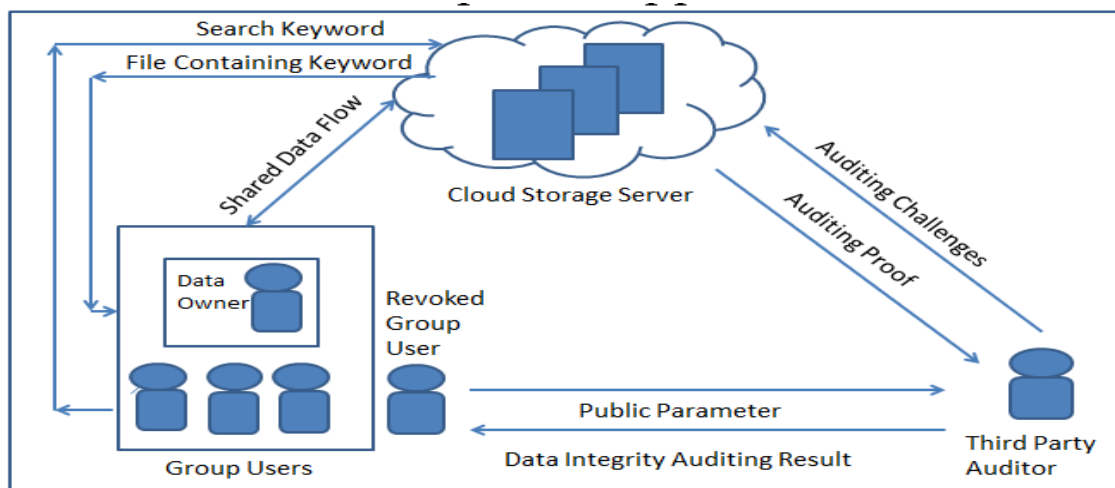 Search Keyword
File Containing Keyword
Shared Data Flow
Cloud Storage Server
Auditing Challenges
Auditing Proof
Data
Owner
Revoked
Group
User
Public Parameter
Group Users
Data Integrity Auditing Result
Third Party
Auditor